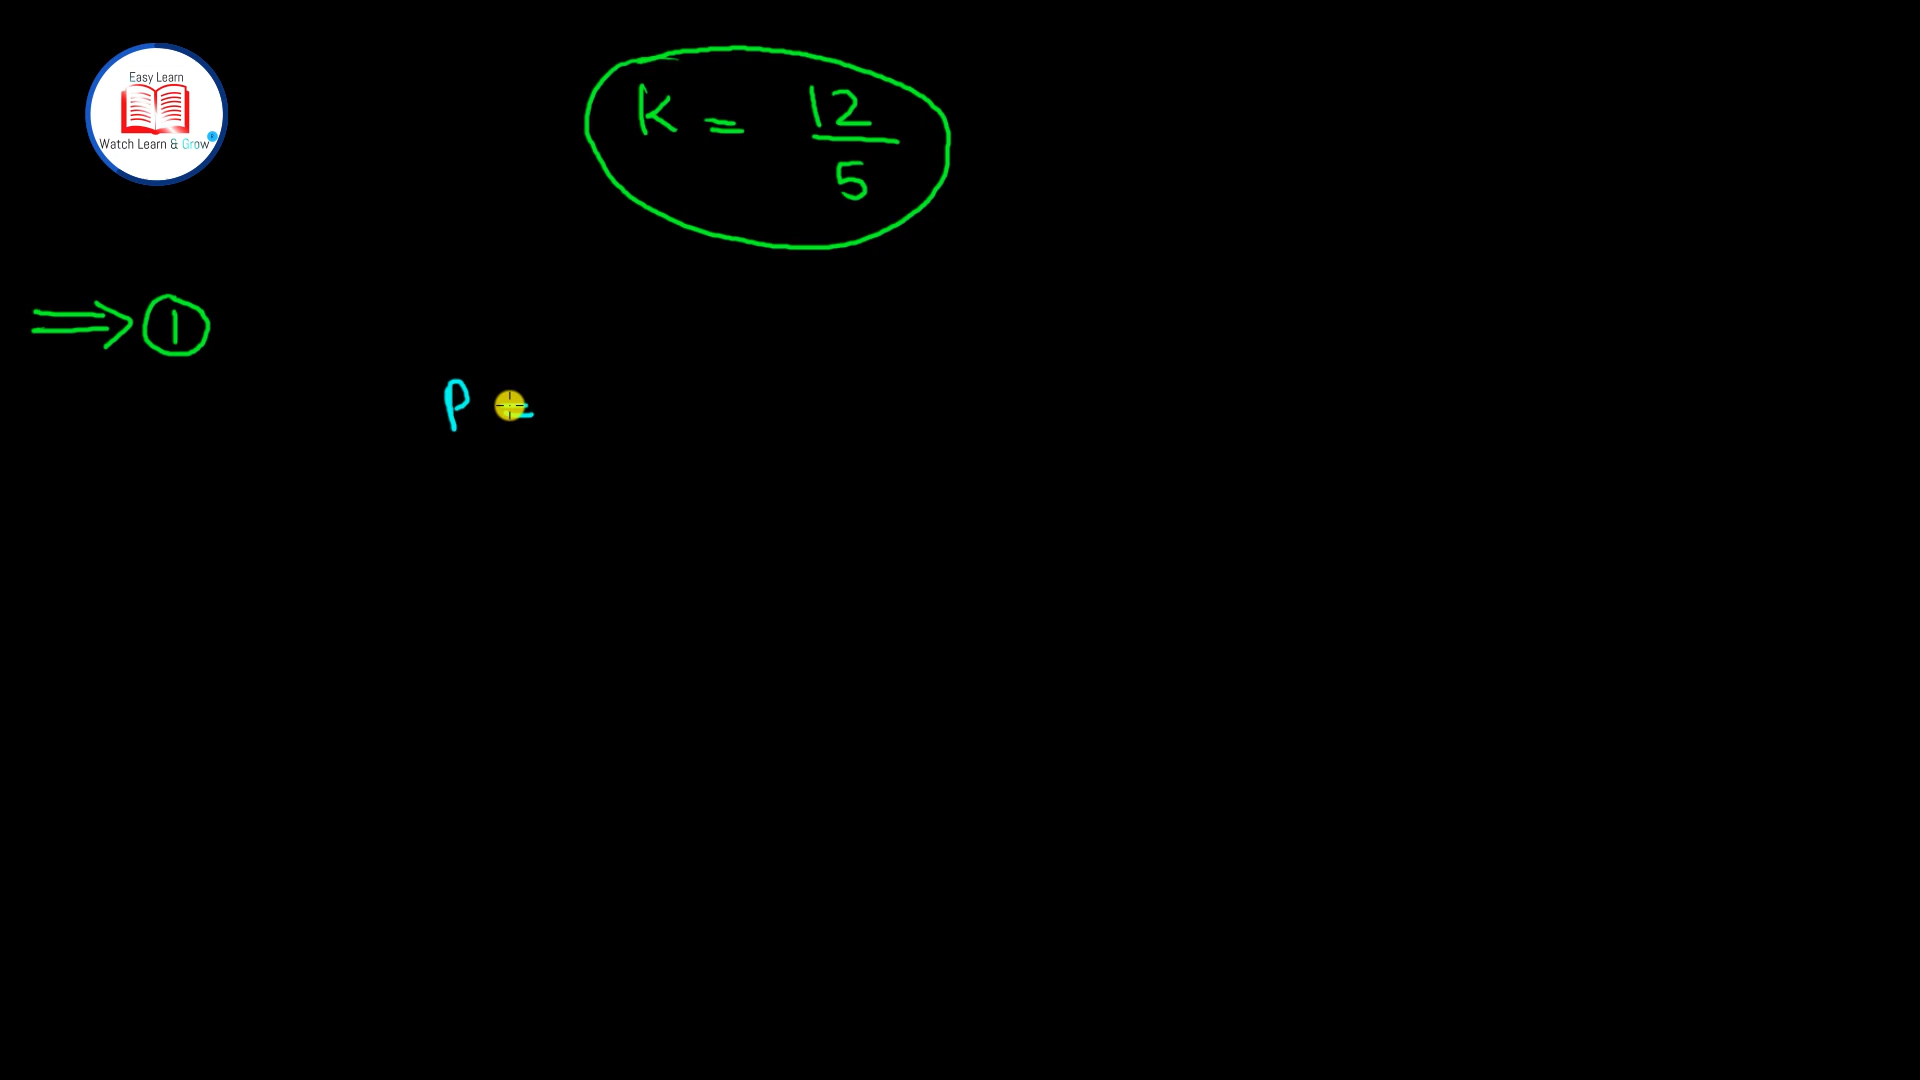 Easy Learn
Watch Learn & Grow
K = 12/5
⇒ ①
P =